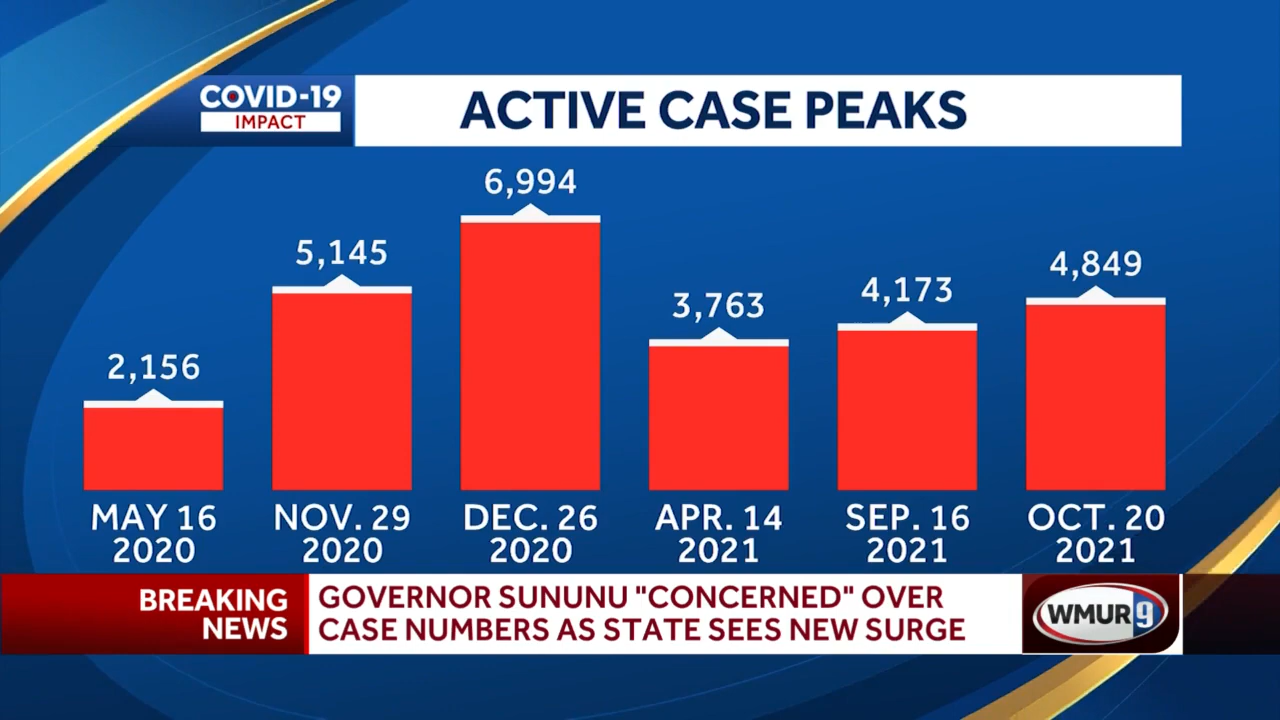 COVID-19
IMPACT
ACTIVE CASE PEAKS
2,156
5,145
6,994
3,763
4,173
4,849
MAY 16
2020
NOV. 29
2020
DEC. 26
2020
APR. 14
2021
SEP. 16
2021
OCT. 20
2021
BREAKING
NEWS
GOVERNOR SUNUNU "CONCERNED" OVER
CASE NUMBERS AS STATE SEES NEW SURGE
WMUR9